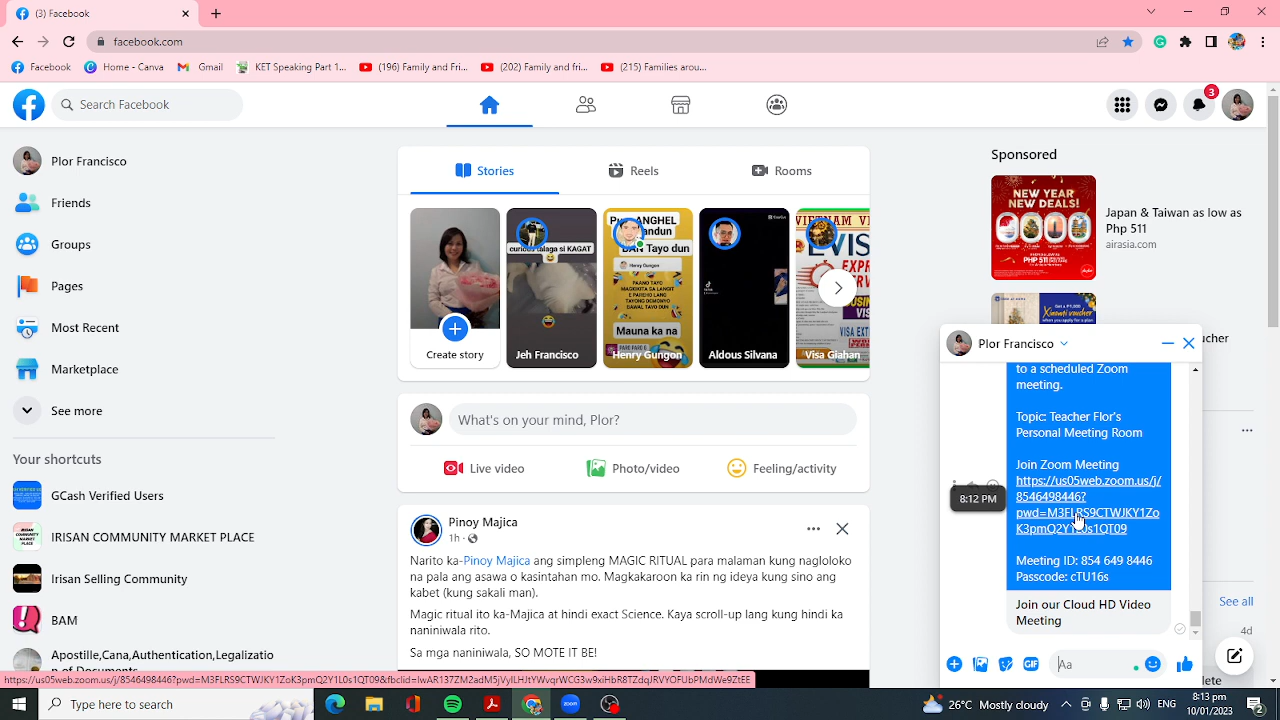 (3) Facebook
facebook.com
Facebook
Home - Canva
Gmail
KET Speaking Part 1...
(196) Family and Fri...
(202) Family and fri...
(215) Families arou...
Search Facebook
3
Plor Francisco
Friends
Groups
Pages
Most Recent
Marketplace
See more
Your shortcuts
GCash Verified Users
IRISAN COMMUNITY MARKET PLACE
Irisan Selling Community
BAM
Apostille,Cana,Authentication,Legalizatio
Stories
Reels
Rooms
Create story
Jeh Francisco
Henry Gungon
Mauna ka na
Aldous Silvana
Visa Giahan
What's on your mind, Plor?
Live video
Photo/video
Feeling/activity
Pinoy Majica
1h
Narito ka-Pinoy Majica ang simpleng MAGIC RITUAL para malaman kung nagloloko
na pala ang asawa o kasintahan mo. Magkakaroon ka rin ng ideya kung sino ang
kabet (kung sakali man).
Magic ritual ito ka-Majica at hindi exact Science. Kaya scroll-up lang kung hindi ka
naniniwala rito.
Sa mga naniniwala, SO MOTE IT BE!
Sponsored
NEW YEAR
NEW DEALS!
Japan & Taiwan as low as
Php 511
airasia.com
Plor Francisco
to a scheduled Zoom
meeting.
Topic: Teacher Flor's
Personal Meeting Room
Join Zoom Meeting
https://us05web.zoom.us/j/
8546498446?
8:12 PM
Meeting ID: 854 649 8446
Passcode: cTU16s
Join our Cloud HD Video
Meeting
See all
4d
GIF
Aa
Type here to search
26°C Mostly cloudy
8:13 pm
10/01/2023